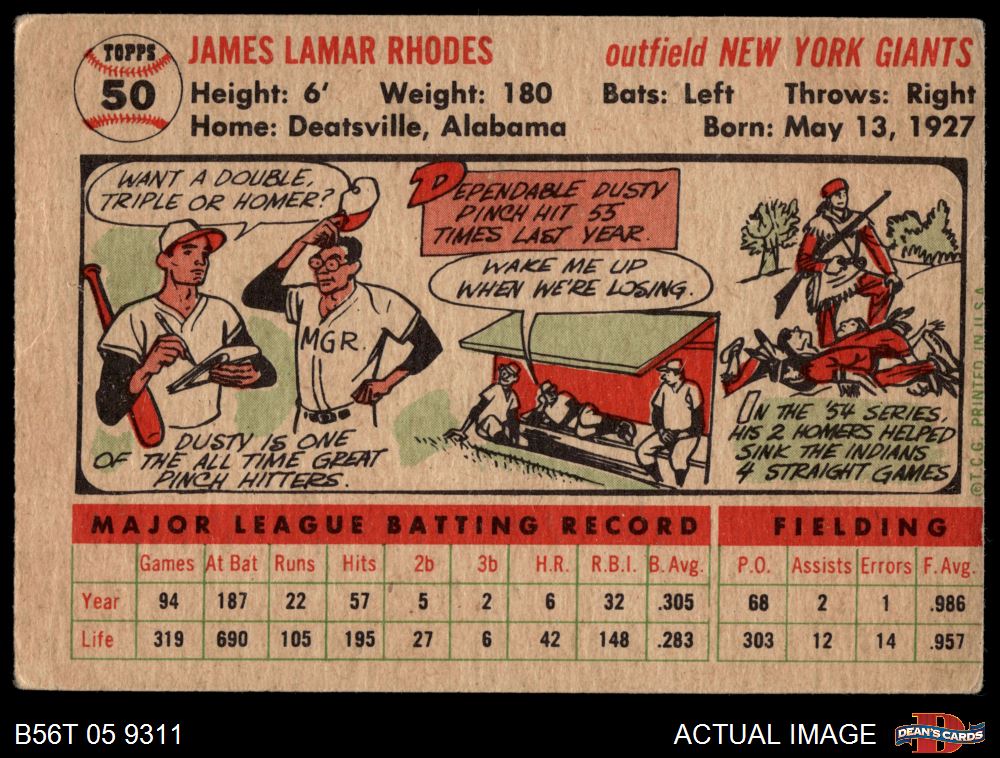 TOPPS
50
JAMES LAMAR RHODES
outfield NEW YORK GIANTS
Height: 6' Weight: 180 Bats: Left Throws: Right
Home: Deatsville, Alabama Born: May 13, 1927
WANT A DOUBLE,
TRIPLE OR HOMER?
MGR.
DUSTY IS ONE
OF THE ALL TIME GREAT
PINCH HITTERS.
DEPENDABLE DUSTY
PINCH HIT 55
TIMES LAST YEAR.
WAKE ME UP
WHEN WE'RE LOSING.
IN THE '54 SERIES,
HIS 2 HOMERS HELPED
SINK THE INDIANS
4 STRAIGHT GAMES
©T.C.G. PRINTED IN U.S.A.
MAJOR LEAGUE BATTING RECORD FIELDING
Games At Bat Runs Hits 2b 3b H.R. R.B.I. B. Avg. P.O. Assists Errors F. Avg.
Year 94 187 22 57 5 2 6 32 .305 68 2 1 .986
Life 319 690 105 195 27 6 42 148 .283 303 12 14 .957
B56T 05 9311
ACTUAL IMAGE
D
DEAN'S CARDS